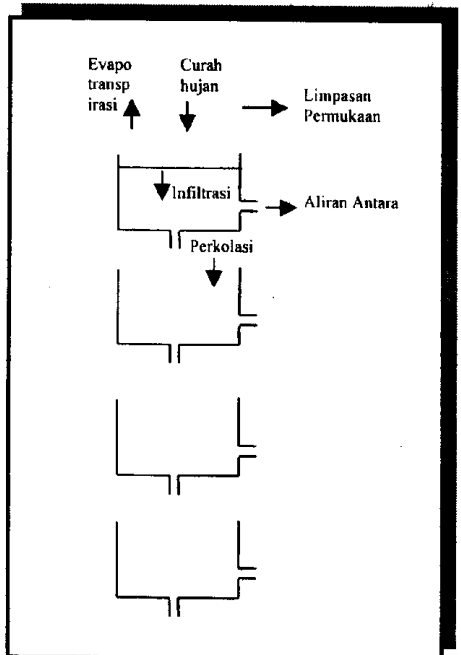 Evapo
transp
irasi
Curah
hujan
Limpasan
Permukaan
Infiltrasi
Aliran Antara
Perkolasi